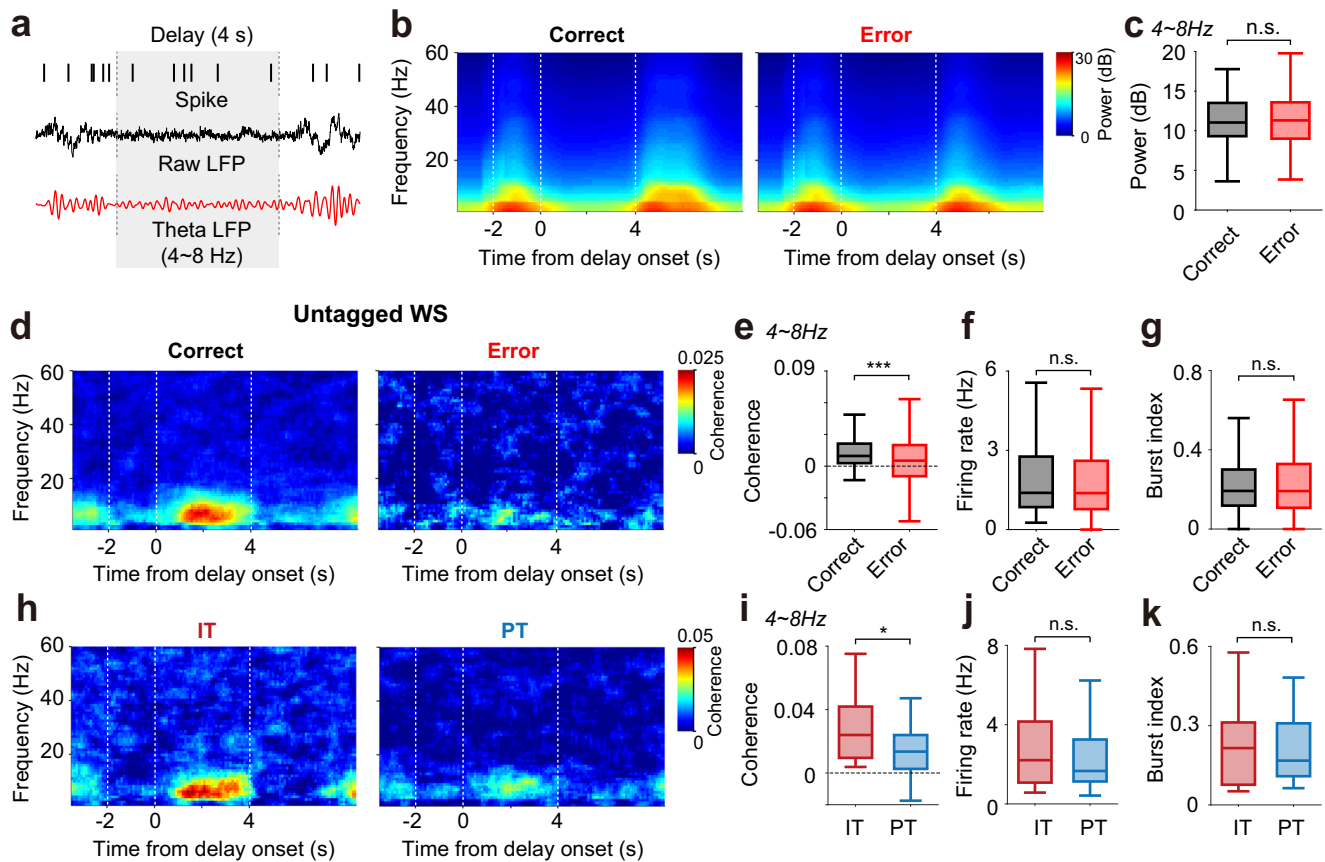 a
Delay (4 s)
Spike
Raw LFP
Theta LFP
(4~8 Hz)
b
Correct
Error
60
40
20
Frequency (Hz)
-2
0
4
Time from delay onset (s)
-2
0
4
Time from delay onset (s)
30
0
Power (dB)
c
4~8Hz
n.s.
20
15
10
5
0
Power (dB)
Correct
Error
Untagged WS
d
Correct
Error
60
40
20
Frequency (Hz)
-2
0
4
Time from delay onset (s)
-2
0
4
Time from delay onset (s)
0.025
0
Coherence
e
4~8Hz
***
0.09
0
-0.06
Coherence
Correct
Error
f
n.s.
6
3
0
Firing rate (Hz)
Correct
Error
g
n.s.
0.8
0.4
0
Burst index
Correct
Error
h
IT
PT
60
40
20
Frequency (Hz)
-2
0
4
Time from delay onset (s)
-2
0
4
Time from delay onset (s)
0.05
0
Coherence
i
4~8Hz
*
0.08
0.04
0
Coherence
IT
PT
j
n.s.
8
4
0
Firing rate (Hz)
IT
PT
k
n.s.
0.6
0.3
0
Burst index
IT
PT